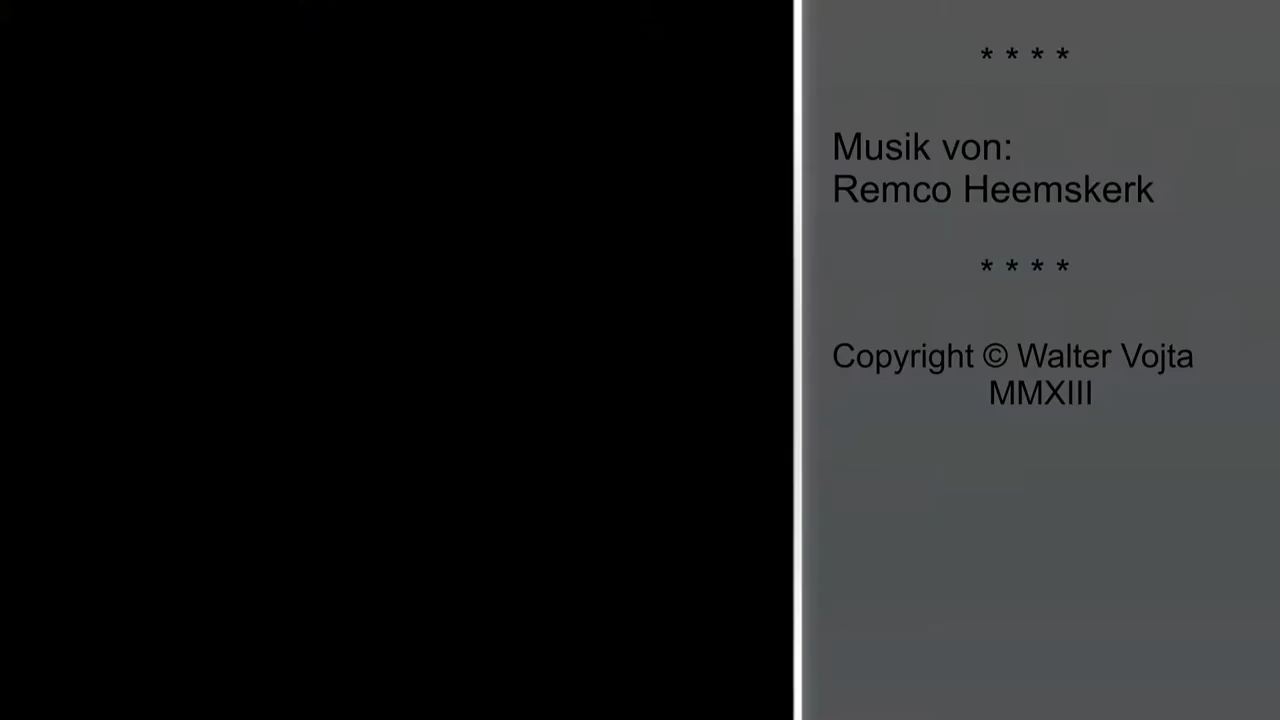 * * * *
Musik von:
Remco Heemskerk
* * * *
Copyright © Walter Vojta
MMXIII